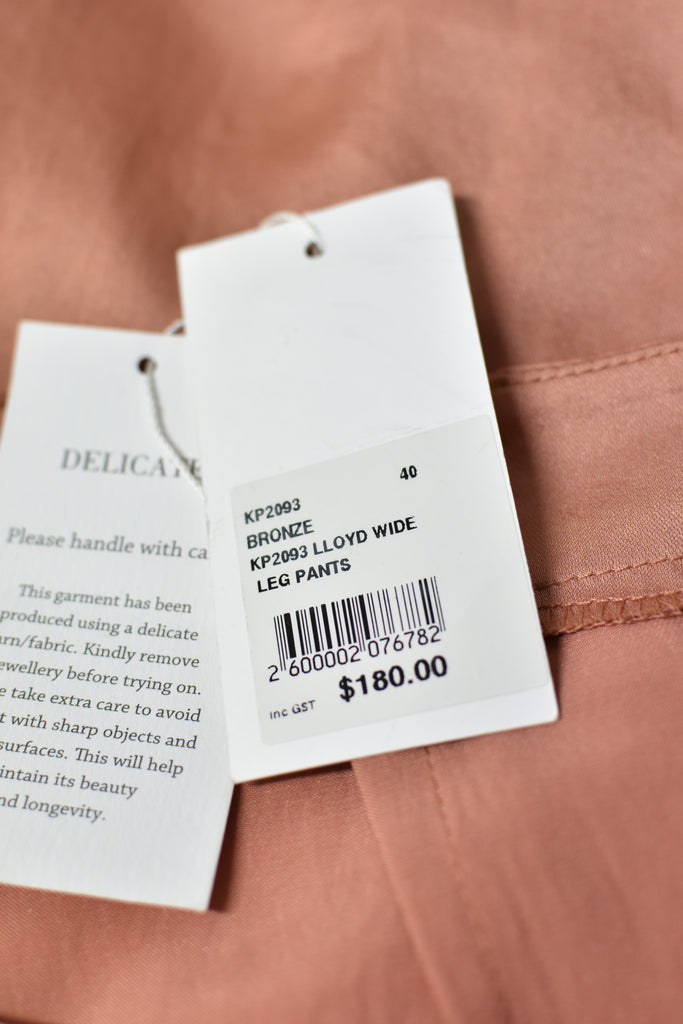 DELICATE
Please handle with ca
This garment has been
produced using a delicate
arn/fabric. Kindly remove
ewellery before trying on.
e take extra care to avoid
t with sharp objects and
surfaces. This will help
intain its beauty
nd longevity.
40
KP2093
BRONZE
KP2093 LLOYD WIDE
LEG PANTS
2 600002 076782
$180.00
inc GST